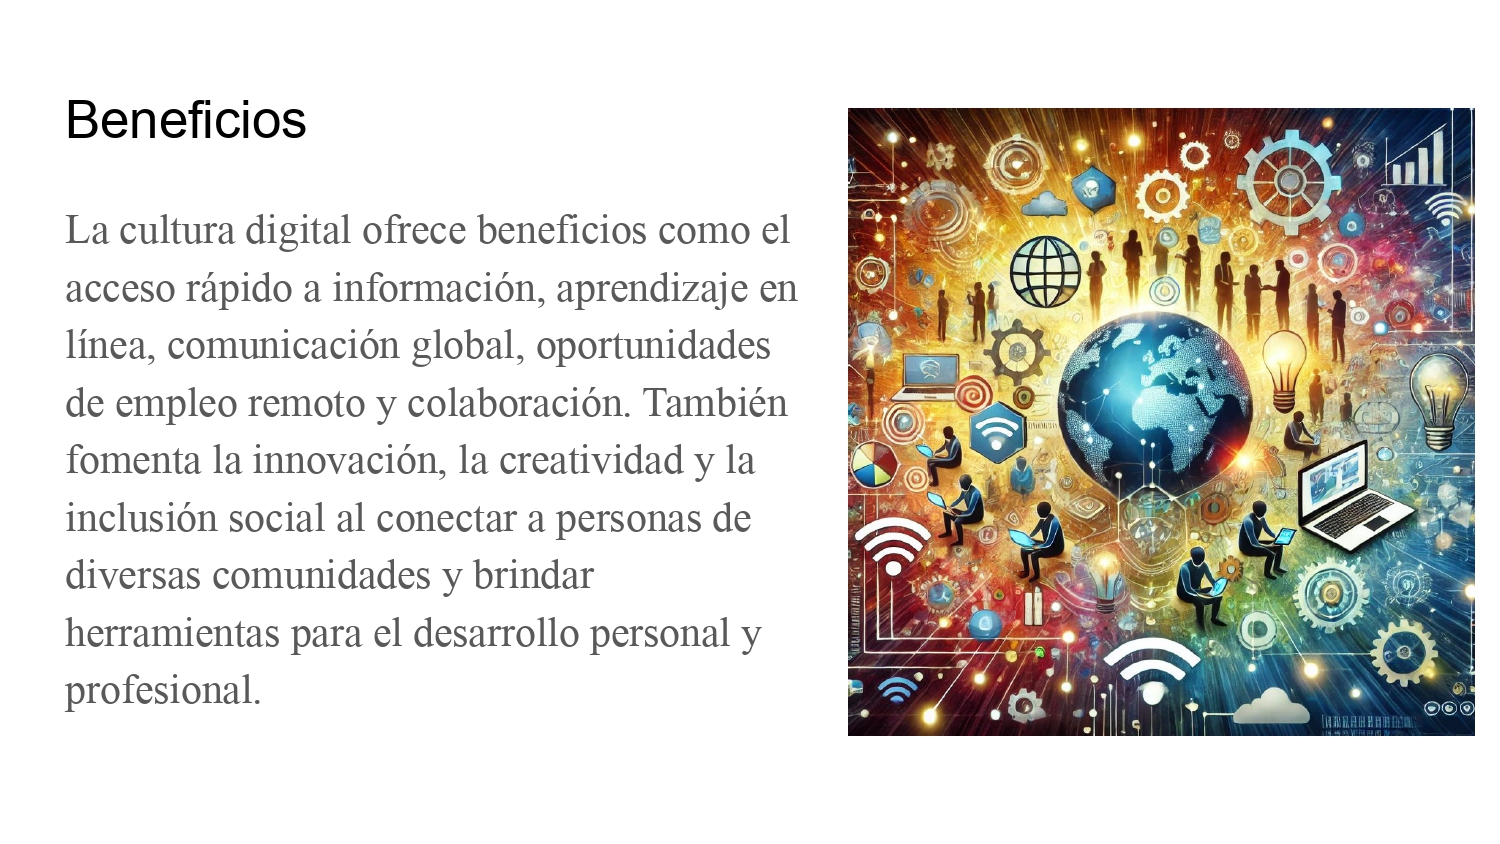 Beneficios
La cultura digital ofrece beneficios como el
acceso rápido a información, aprendizaje en
línea, comunicación global, oportunidades
de empleo remoto y colaboración. También
fomenta la innovación, la creatividad y la
inclusión social al conectar a personas de
diversas comunidades y brindar
herramientas para el desarrollo personal y
profesional.